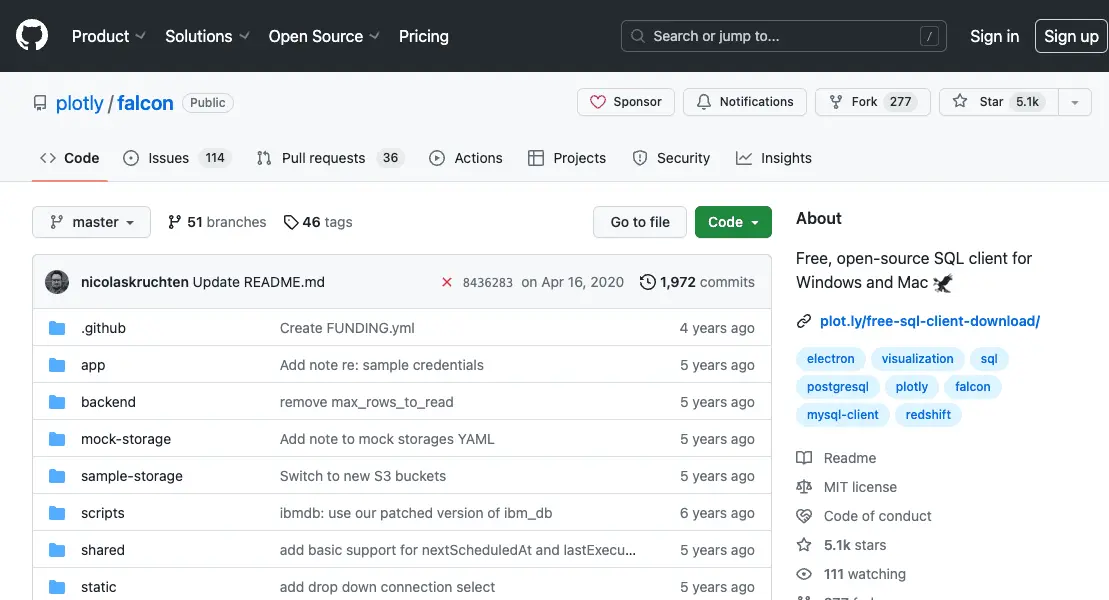 Product Solutions Open Source Pricing Search or jump to... / Sign in Sign up
plotly / falcon Public Sponsor Notifications Fork 277 Star 5.1k
Code Issues 114 Pull requests 36 Actions Projects Security Insights
master 51 branches 46 tags Go to file Code
nicolaskruchten Update README.md 8436283 on Apr 16, 2020 1,972 commits
.github Create FUNDING.yml 4 years ago
app Add note re: sample credentials 5 years ago
backend remove max_rows_to_read 5 years ago
mock-storage Add note to mock storages YAML 5 years ago
sample-storage Switch to new S3 buckets 5 years ago
scripts ibmdb: use our patched version of ibm_db 6 years ago
shared add basic support for nextScheduledAt and lastExecu... 5 years ago
static add drop down connection select 5 years ago
About
Free, open-source SQL client for
Windows and Mac
plot.ly/free-sql-client-download/
electron visualization sql
postgresql plotly falcon
mysql-client redshift
Readme
MIT license
Code of conduct
5.1k stars
111 watching